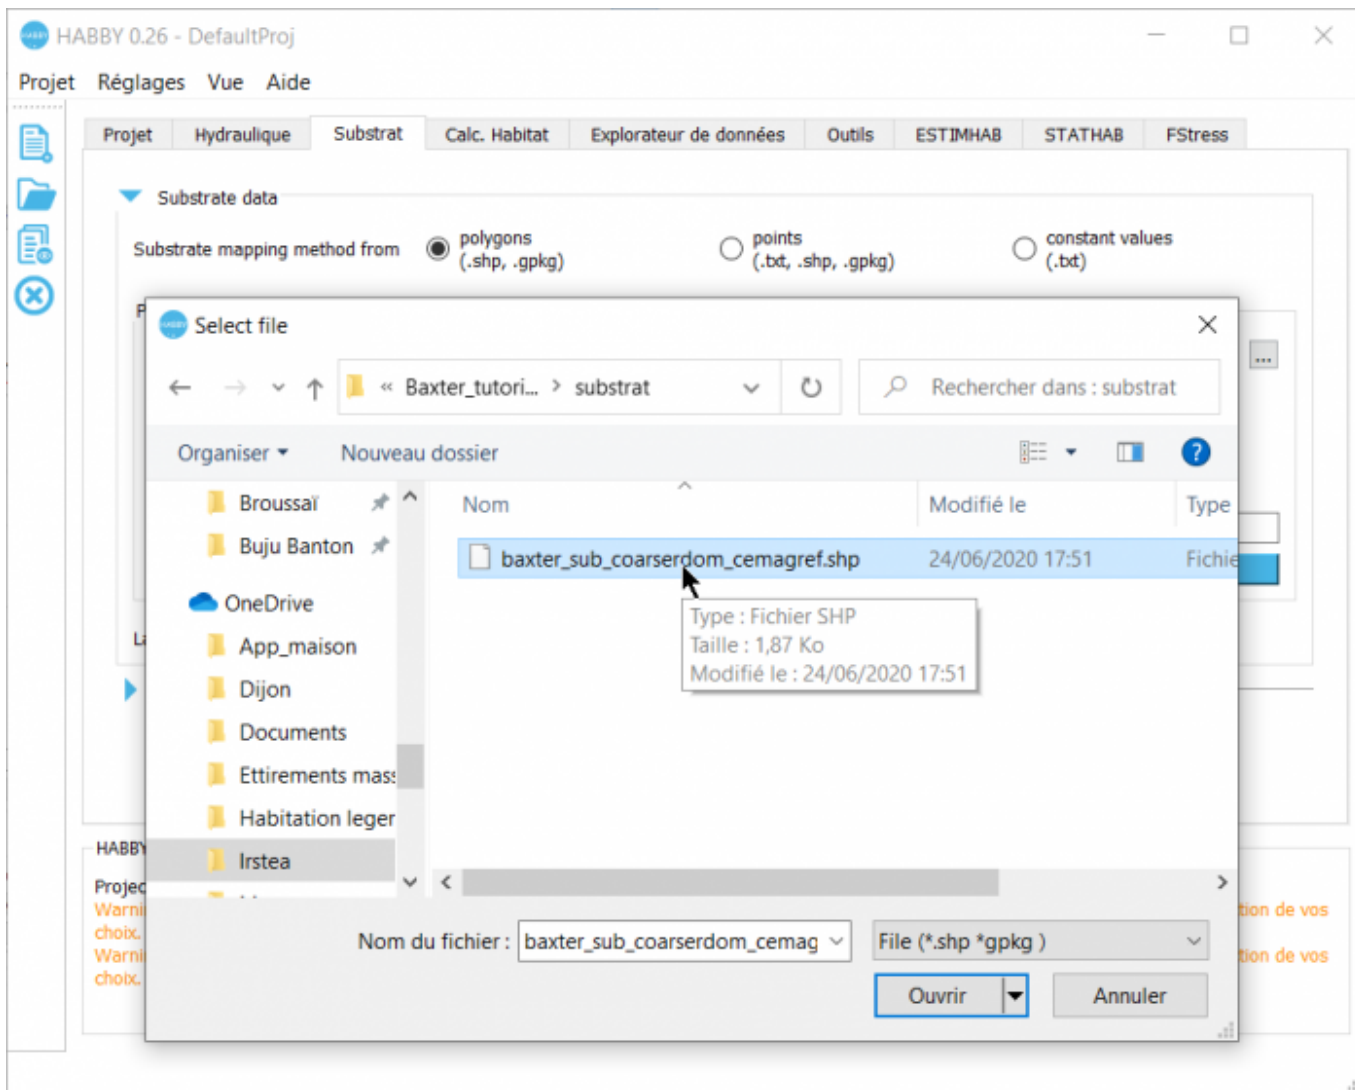 HABBY 0.26 - DefaultProj
Projet Réglages Vue Aide
Projet Hydraulique Substrat Calc. Habitat Explorateur de données Outils ESTIMHAB STATHAB FStress
Substrate data
Substrate mapping method from
polygons
(.shp, .gpkg)
points
(.txt, .shp, .gpkg)
constant values
(.txt)
Select file
...
« Baxter_tutori... > substrat
Rechercher dans : substrat
Organiser Nouveau dossier
Nom Modifié le Type
Broussaï
Buju Banton
OneDrive
App_maison
Dijon
Documents
Ettirements mass
Habitation leger
Irstea
baxter_sub_coarserdom_cemagref.shp 24/06/2020 17:51 Fichie
Type : Fichier SHP
Taille : 1,87 Ko
Modifié le : 24/06/2020 17:51
HABBY
Projec
Warni
choix.
Warni
choix.
tion de vos
tion de vos
Nom du fichier : baxter_sub_coarserdom_cemag File (*.shp *gpkg )
Ouvrir Annuler